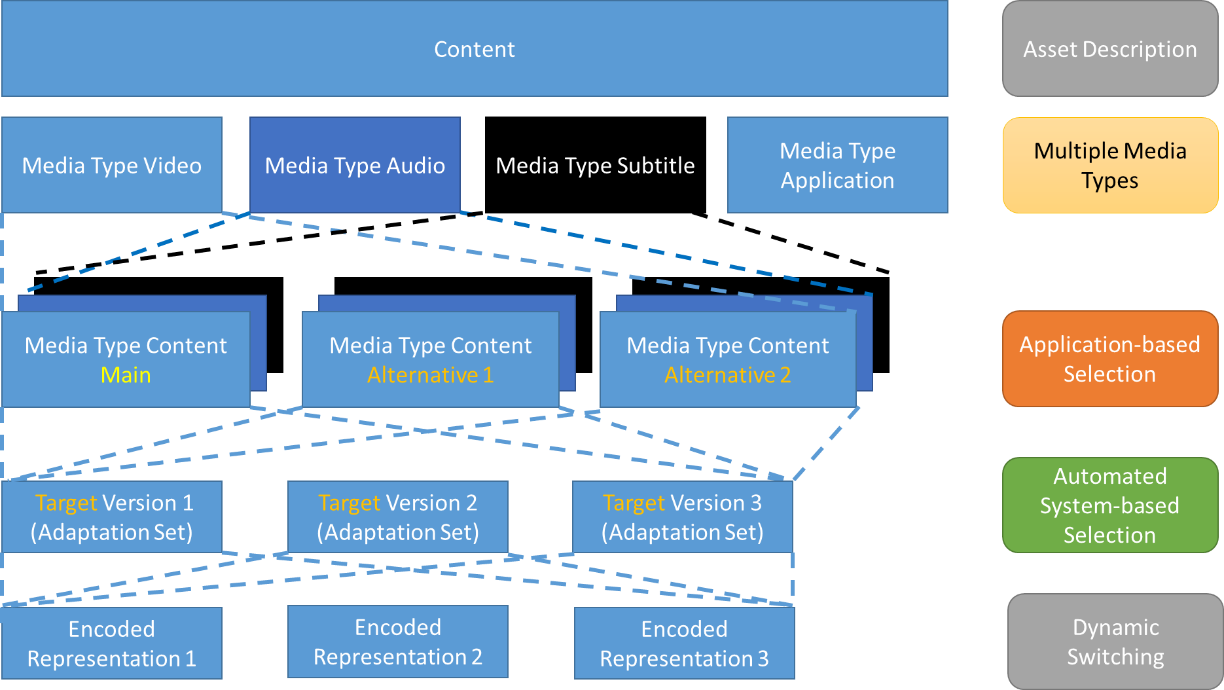 Content
Asset Description
Media Type Video
Media Type Audio
Media Type Subtitle
Media Type
Application
Multiple Media
Types
Media Type Content
Main
Media Type Content
Alternative 1
Media Type Content
Alternative 2
Application-based
Selection
Target Version 1
(Adaptation Set)
Target Version 2
(Adaptation Set)
Target Version 3
(Adaptation Set)
Automated
System-based
Selection
Encoded
Representation 1
Encoded
Representation 2
Encoded
Representation 3
Dynamic
Switching